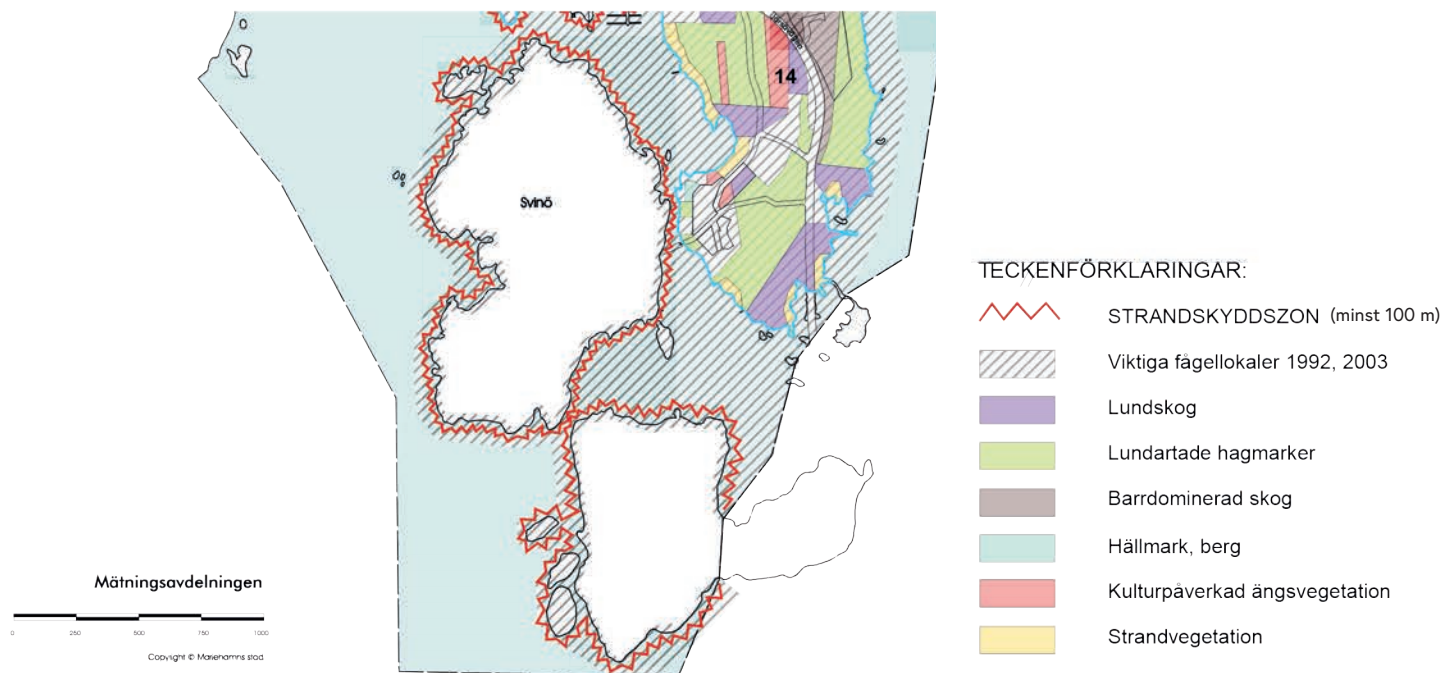 14
Svinö
TECKENFÖRKLARINGAR:
STRANDSKYDDSZON (minst 100 m)
Viktiga fågellokaler 1992, 2003
Lundskog
Lundartade hagmarker
Barrdominerad skog
Hällmark, berg
Kulturpåverkad ängsvegetation
Strandvegetation
Mätningsavdelningen
0 250 500 750 1000
Copyright © Mariehamns stad